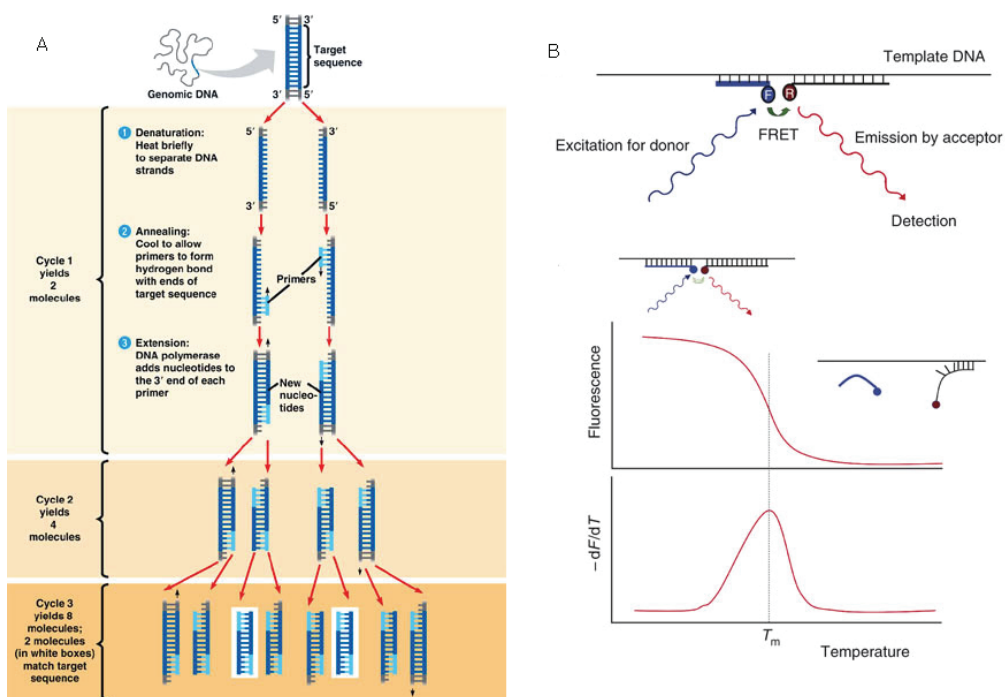 A
5′ 3′
Target
sequence
Genomic DNA
3′ 5′
Cycle 1
yields
2
molecules
1 Denaturation:
Heat briefly
to separate DNA
strands
5′ 3′
3′ 5′
2 Annealing:
Cool to allow
primers to form
hydrogen bond
with ends of
target sequence
Primers
3 Extension:
DNA polymerase
adds nucleotides to
the 3′ end of each
primer
New
nucleo-
tides
Cycle 2
yields
4
molecules
Cycle 3
yields 8
molecules;
2 molecules
(in white boxes)
match target
sequence
B
Template DNA
F R
FRET
Excitation for donor
Emission by acceptor
Detection
Fluorescence
–dF/dT
Tm
Temperature